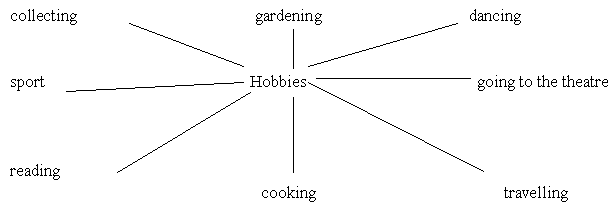 collecting gardening dancing
sport Hobbies going to the theatre
reading
cooking travelling